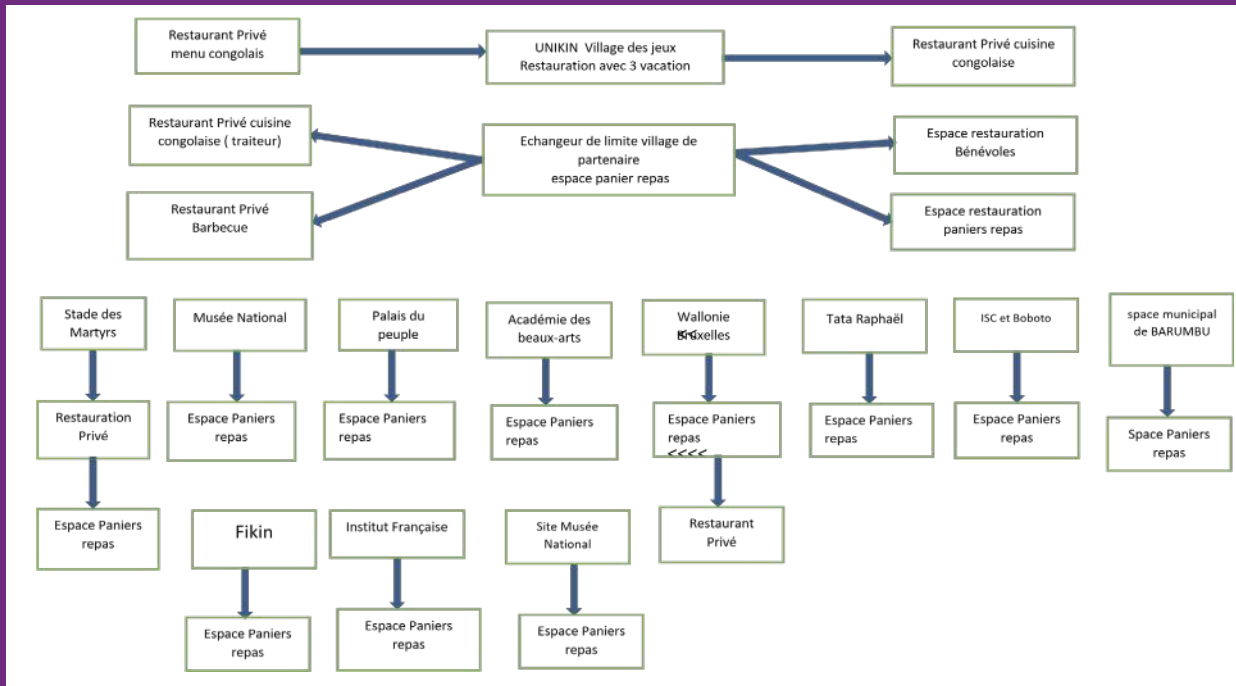 Restaurant Privé
menu congolais
UNIKIN Village des jeux
Restauration avec 3 vacation
Restaurant Privé cuisine
congolaise
Restaurant Privé cuisine
congolaise ( traiteur)
Echangeur de limite village de
partenaire
espace panier repas
Espace restauration
Bénévoles
Restaurant Privé
Barbecue
Espace restauration
paniers repas
Stade des
Martyrs
Musée National
Palais du
peuple
Académie des
beaux-arts
Wallonie
<<
Bruxelles
Tata Raphaël
ISC et Boboto
space municipal
de BARUMBU
Restauration
Privé
Espace Paniers
repas
Espace Paniers
repas
Espace Paniers
repas
Espace Paniers
repas
<<<<
Espace Paniers
repas
Espace Paniers
repas
Space Paniers
repas
Espace Paniers
repas
Fikin
Institut Française
Site Musée
National
Restaurant
Privé
Espace Paniers
repas
Espace Paniers
repas
Espace Paniers
repas